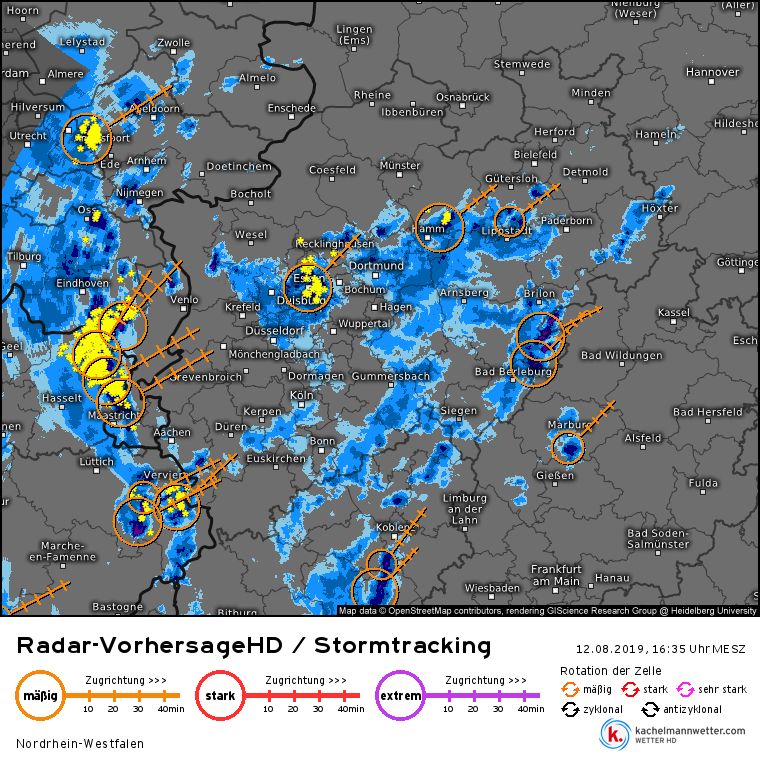 Hoorn
Nienburg
(Weser)
(Aller)
Lelystad
Zwolle
Lingen
(Ems)
Almere
Almelo
Stemwede
Hannover
Hilversum
Apeldoorn
Enschede
Rheine
Osnabrück
Minden
Ibbenbüren
Utrecht
Herford
Hameln
Ede
Arnhem
Doetinchem
Coesfeld
Münster
Bielefeld
Gütersloh
Detmold
Nijmegen
Bocholt
Oss
Höxter
Wesel
Recklinghausen
Hamm
Lippstadt
Paderborn
Tilburg
Dortmund
Eindhoven
Venlo
Duisburg
Bochum
Arnsberg
Brilon
Krefeld
Hagen
Kassel
Düsseldorf
Wuppertal
Geel
Mönchengladbach
Bad Wildungen
Grevenbroich
Dormagen
Gummersbach
Bad Berleburg
Hasselt
Köln
Maastricht
Kerpen
Siegen
Bad Hersfeld
Aachen
Düren
Marburg
Bonn
Alsfeld
Lüttich
Euskirchen
Verviers
Gießen
Fulda
Limburg
an der
Lahn
Koblenz
Bad Soden-
Salmünster
Marche-
en-Famenne
Frankfurt
am Main
Hanau
Wiesbaden
Bastogne
Bitburg
Map data © OpenStreetMap contributors, rendering GIScience Research Group @ Heidelberg University
Radar-VorhersageHD / Stormtracking
12.08.2019, 16:35 Uhr MESZ
mäßig
Zugrichtung >>>
10 20 30 40min
stark
Zugrichtung >>>
10 20 30 40min
extrem
Zugrichtung >>>
10 20 30 40min
Rotation der Zelle
mäßig stark sehr stark
zyklonal antizyklonal
Nordrhein-Westfalen
k.
kachelmannwetter.com
WETTER HD